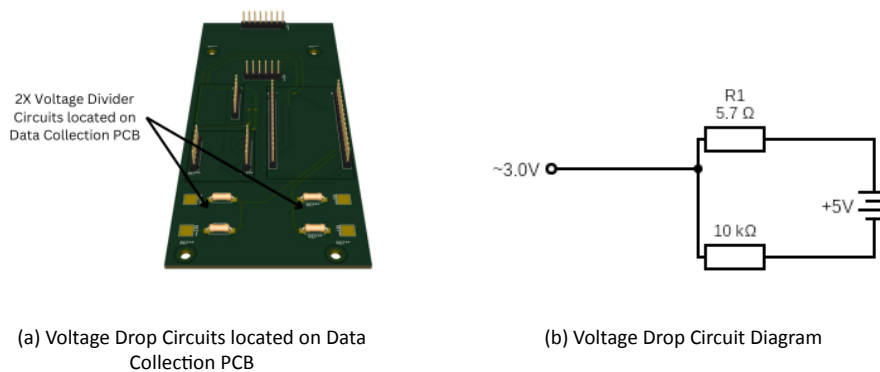 2X Voltage Divider
Circuits located on
Data Collection PCB
R1
5.7 Ω
~3.0V
+5V
10 kΩ
(a) Voltage Drop Circuits located on Data
Collection PCB
(b) Voltage Drop Circuit Diagram